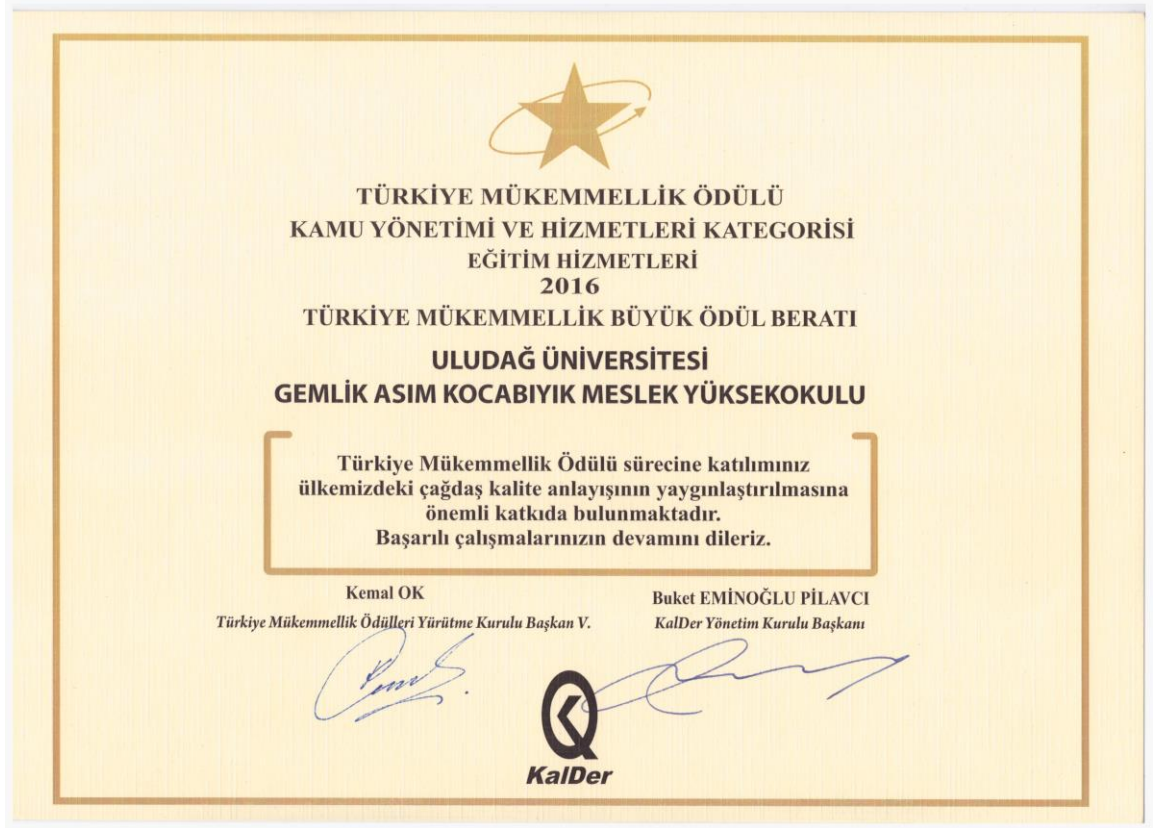 TÜRKİYE MÜKEMMELLİK ÖDÜLÜ
KAMU YÖNETİMİ VE HİZMETLERİ KATEGORİSİ
EĞİTİM HİZMETLERİ
2016
TÜRKİYE MÜKEMMELLİK BÜYÜK ÖDÜL BERATI
ULUDAĞ ÜNİVERSİTESİ
GEMLİK ASIM KOCABIYIK MESLEK YÜKSEKOKULU
Türkiye Mükemmellik Ödülü sürecine katılımınız
ülkemizdeki çağdaş kalite anlayışının yaygınlaştırılmasına
önemli katkıda bulunmaktadır.
Başarılı çalışmalarınızın devamını dileriz.
Kemal OK
Türkiye Mükemmellik Ödülleri Yürütme Kurulu Başkan V.
Buket EMİNOĞLU PİLAVCI
KalDer Yönetim Kurulu Başkanı
KalDer